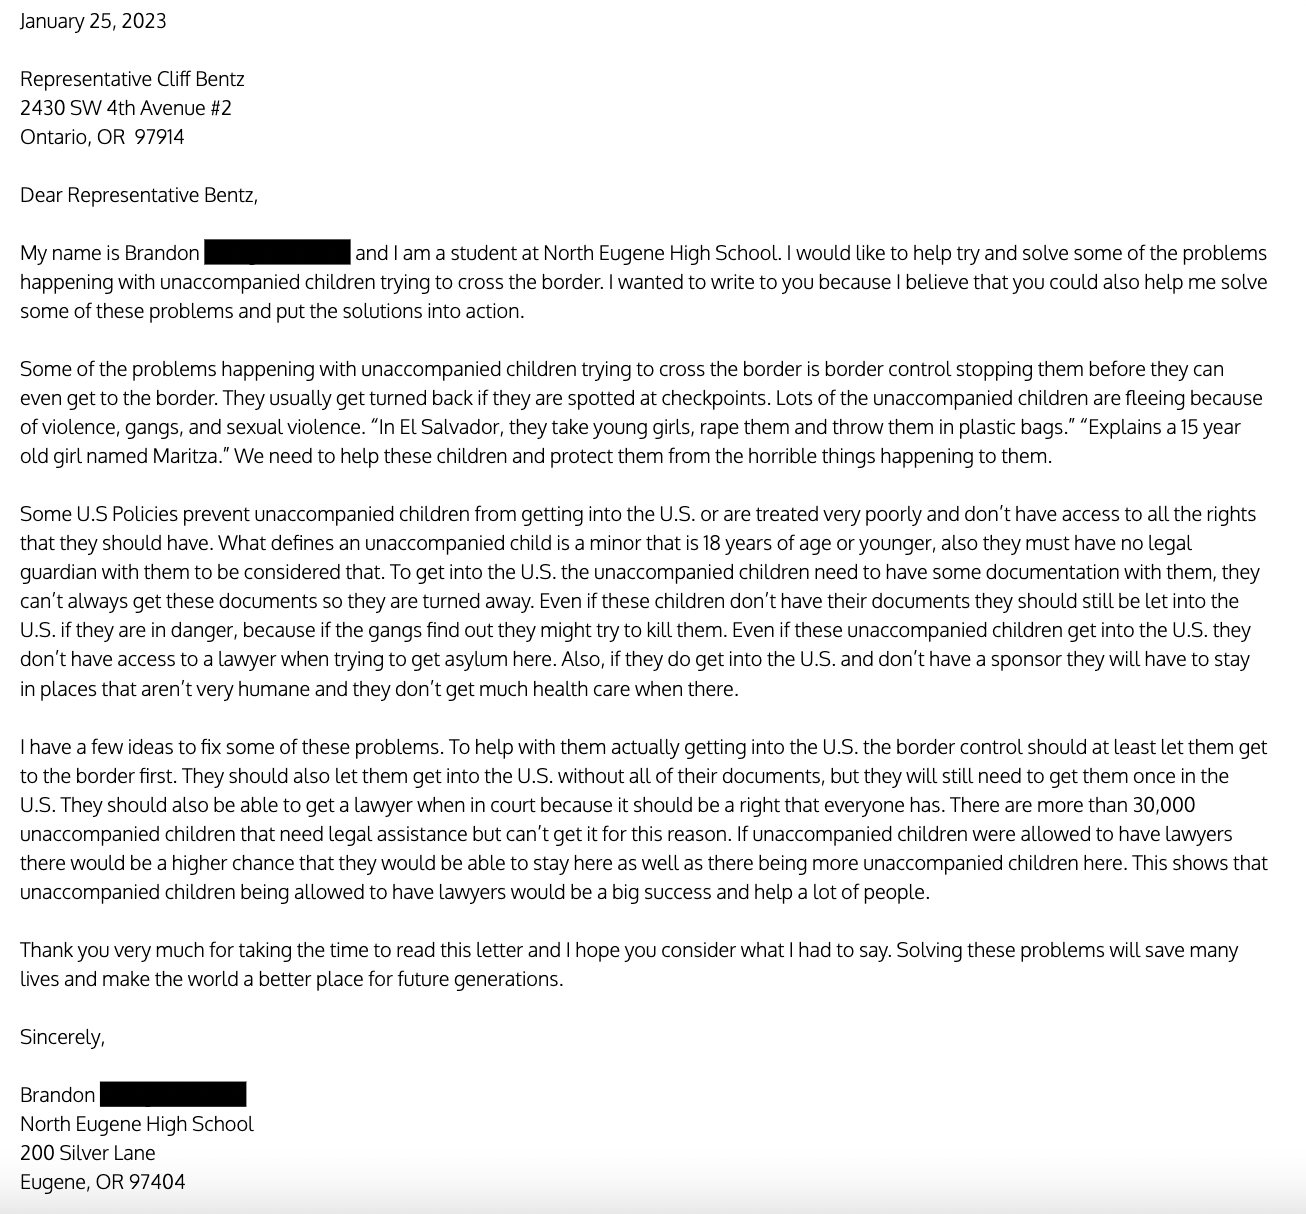 January 25, 2023
Representative Cliff Bentz
2430 SW 4th Avenue #2
Ontario, OR  97914
Dear Representative Bentz,
My name is Brandon and I am a student at North Eugene High School. I would like to help try and solve some of the problems
happening with unaccompanied children trying to cross the border. I wanted to write to you because I believe that you could also help me solve
some of these problems and put the solutions into action.
Some of the problems happening with unaccompanied children trying to cross the border is border control stopping them before they can
even get to the border. They usually get turned back if they are spotted at checkpoints. Lots of the unaccompanied children are fleeing because
of violence, gangs, and sexual violence. “In El Salvador, they take young girls, rape them and throw them in plastic bags.” “Explains a 15 year
old girl named Maritza.” We need to help these children and protect them from the horrible things happening to them.
Some U.S Policies prevent unaccompanied children from getting into the U.S. or are treated very poorly and don’t have access to all the rights
that they should have. What defines an unaccompanied child is a minor that is 18 years of age or younger, also they must have no legal
guardian with them to be considered that. To get into the U.S. the unaccompanied children need to have some documentation with them, they
can’t always get these documents so they are turned away. Even if these children don’t have their documents they should still be let into the
U.S. if they are in danger, because if the gangs find out they might try to kill them. Even if these unaccompanied children get into the U.S. they
don’t have access to a lawyer when trying to get asylum here. Also, if they do get into the U.S. and don’t have a sponsor they will have to stay
in places that aren’t very humane and they don’t get much health care when there.
I have a few ideas to fix some of these problems. To help with them actually getting into the U.S. the border control should at least let them get
to the border first. They should also let them get into the U.S. without all of their documents, but they will still need to get them once in the
U.S. They should also be able to get a lawyer when in court because it should be a right that everyone has. There are more than 30,000
unaccompanied children that need legal assistance but can’t get it for this reason. If unaccompanied children were allowed to have lawyers
there would be a higher chance that they would be able to stay here as well as there being more unaccompanied children here. This shows that
unaccompanied children being allowed to have lawyers would be a big success and help a lot of people.
Thank you very much for taking the time to read this letter and I hope you consider what I had to say. Solving these problems will save many
lives and make the world a better place for future generations.
Sincerely,
Brandon
North Eugene High School
200 Silver Lane
Eugene, OR 97404